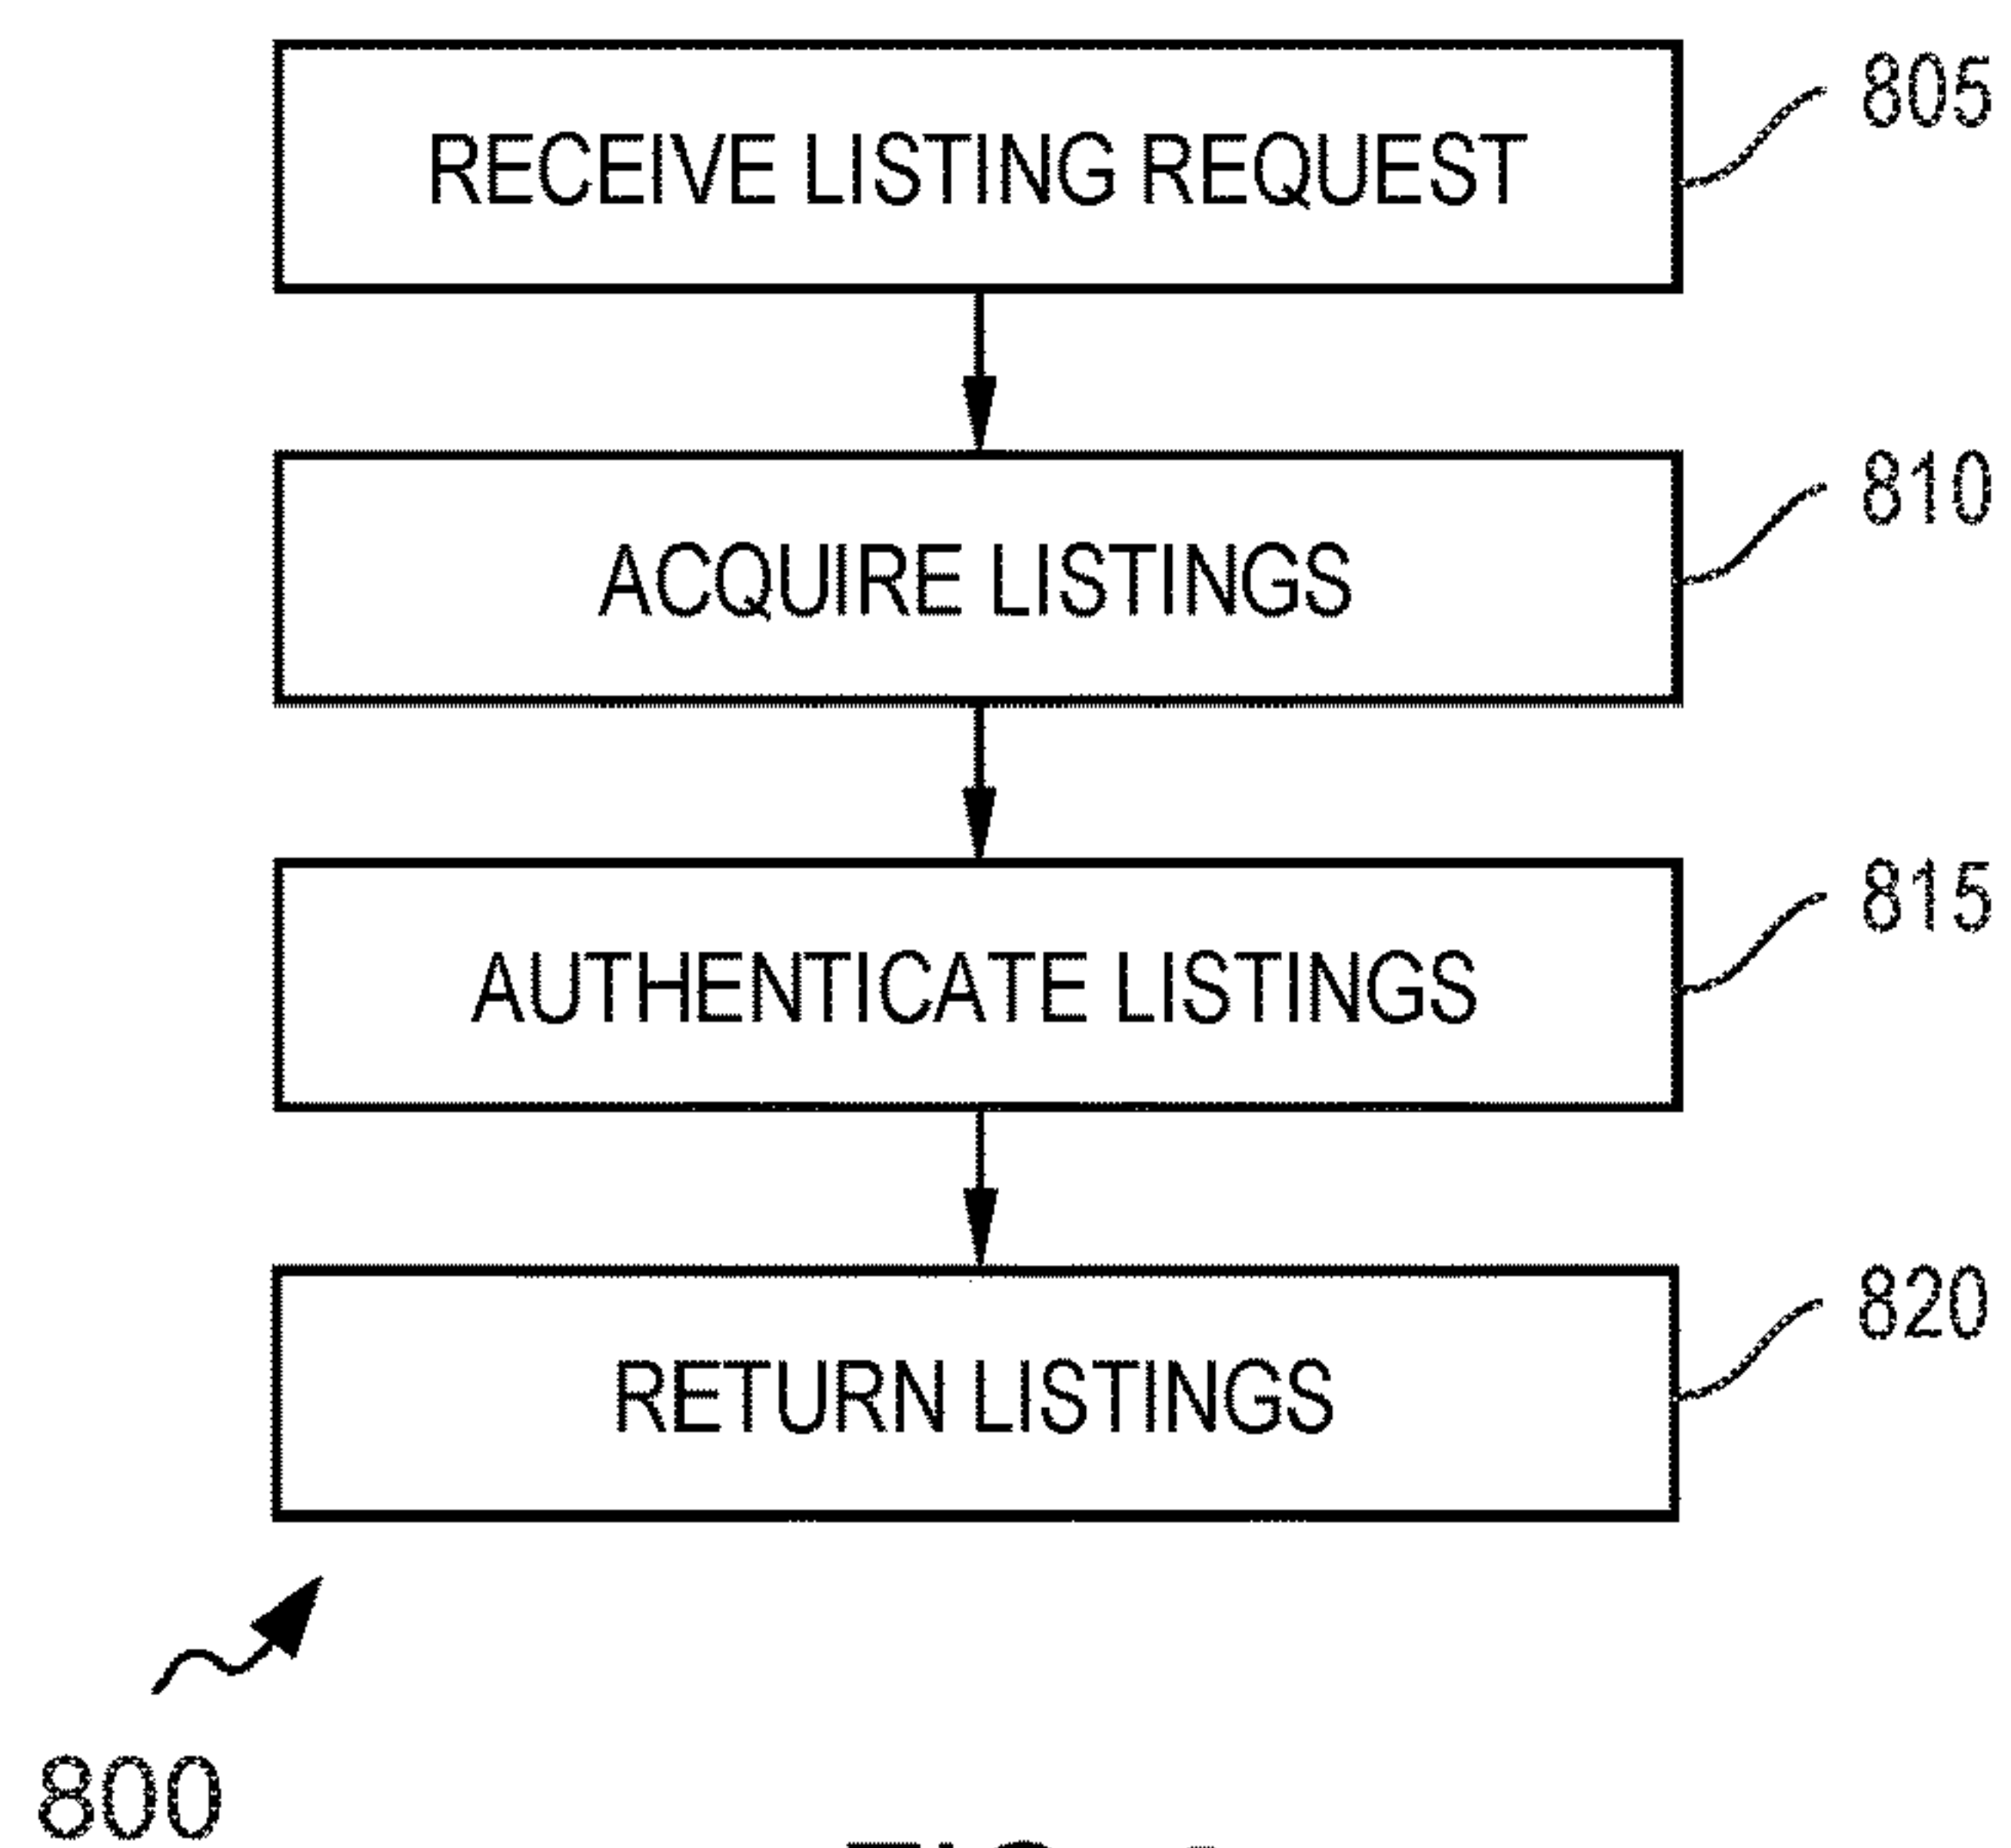 RECEIVE LISTING REQUEST
805
ACQUIRE LISTINGS
810
AUTHENTICATE LISTINGS
815
RETURN LISTINGS
820
800